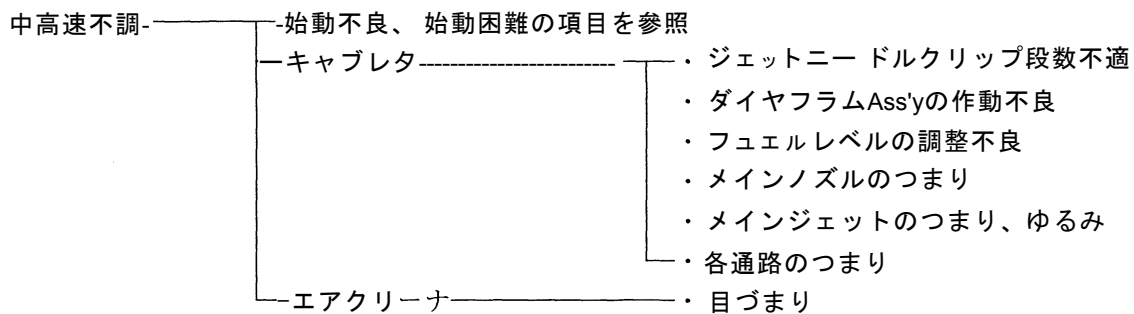 中高速不調 始動不良、 始動困難の項目を参照
キャブレタ ・ ジェットニードルクリップ段数不適
・ ダイヤフラムAss'yの作動不良
・ フュエルレベルの調整不良
・ メインノズルのつまり
・ メインジェットのつまり、ゆるみ
・ 各通路のつまり
エアクリーナ ・ 目づまり